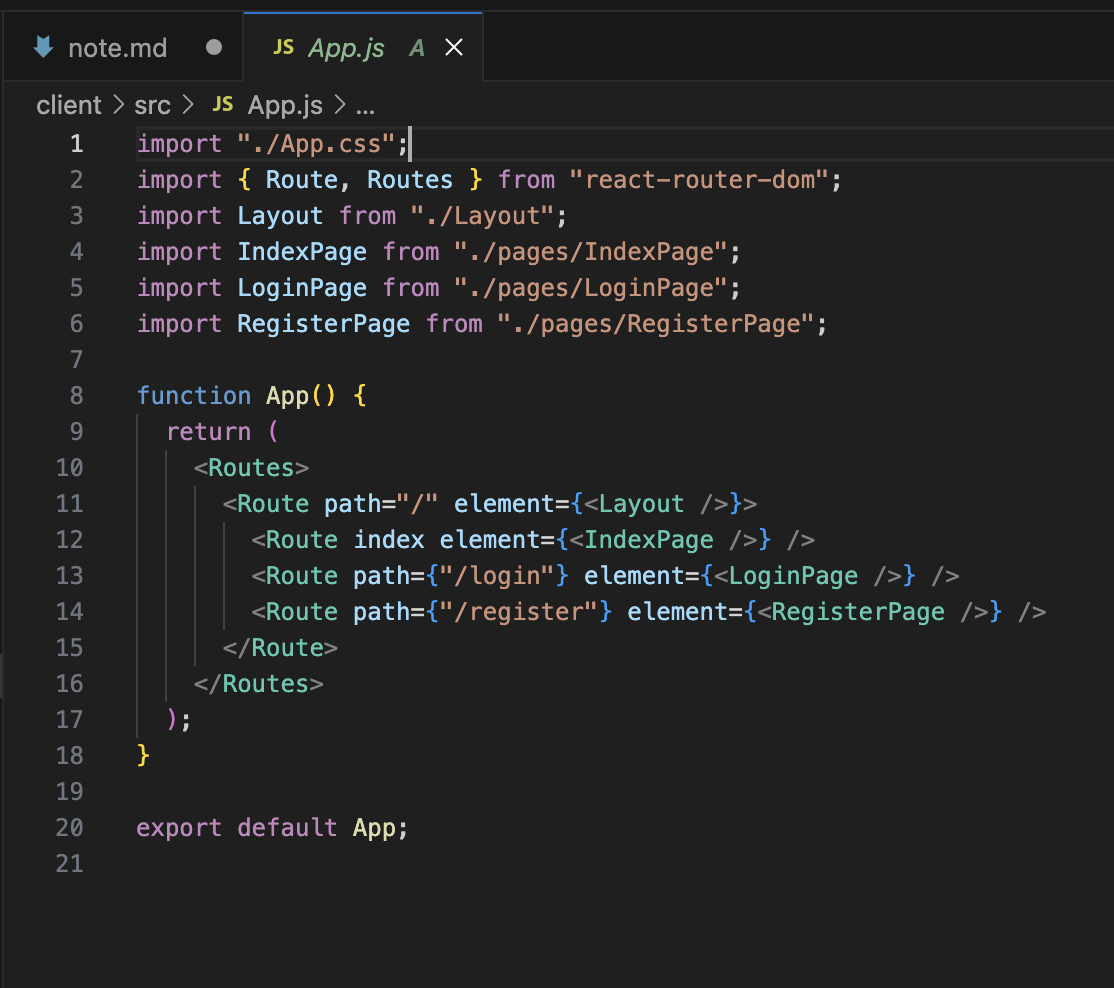 note.md
JS App.js A
client > src > JS App.js > ...
1 import "./App.css";
2 import { Route, Routes } from "react-router-dom";
3 import Layout from "./Layout";
4 import IndexPage from "./pages/IndexPage";
5 import LoginPage from "./pages/LoginPage";
6 import RegisterPage from "./pages/RegisterPage";
7
8 function App() {
9   return (
10     <Routes>
11       <Route path="/" element={<Layout />}>
12         <Route index element={<IndexPage />} />
13         <Route path={"/login"} element={<LoginPage />} />
14         <Route path={"/register"} element={<RegisterPage />} />
15       </Route>
16     </Routes>
17   );
18 }
19
20 export default App;
21